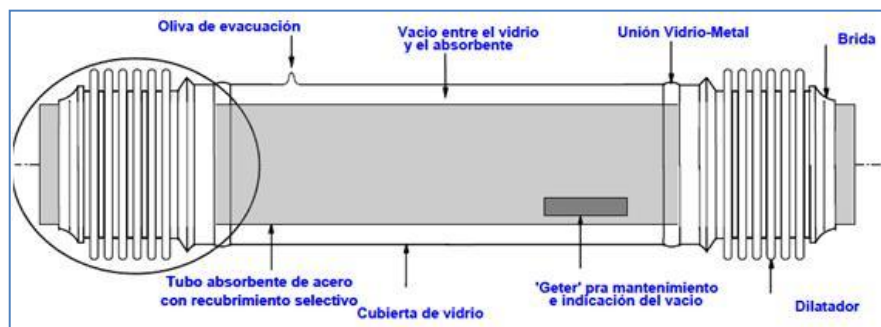 Oliva de evacuación
Vacio entre el vidrio
y el absorbente
Unión Vidrio-Metal
Brida
Tubo absorbente de acero
con recubrimiento selectivo
Cubierta de vidrio
'Geter' pra mantenimiento
e indicación del vacio
Dilatador